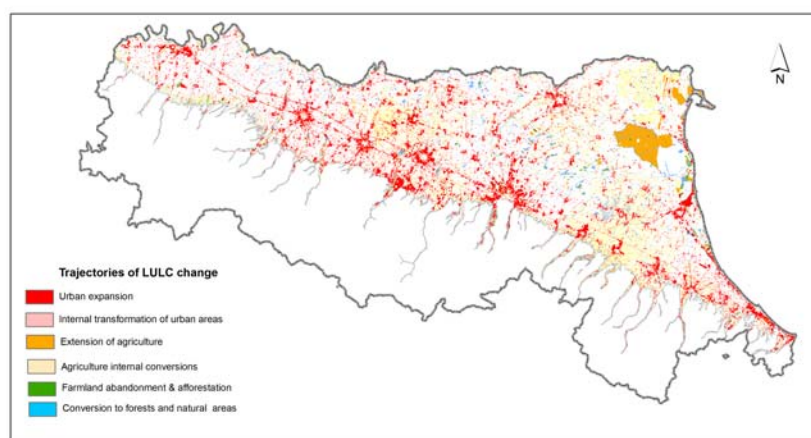 N
Trajectories of LULC change
Urban expansion
Internal transformation of urban areas
Extension of agriculture
Agriculture internal conversions
Farmland abandonment & afforestation
Conversion to forests and natural areas